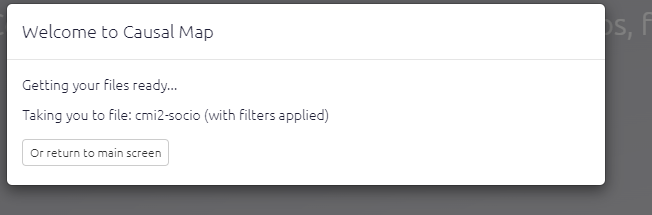 Welcome to Causal Map
Getting your files ready...
Taking you to file: cmi2-socio (with filters applied)
Or return to main screen